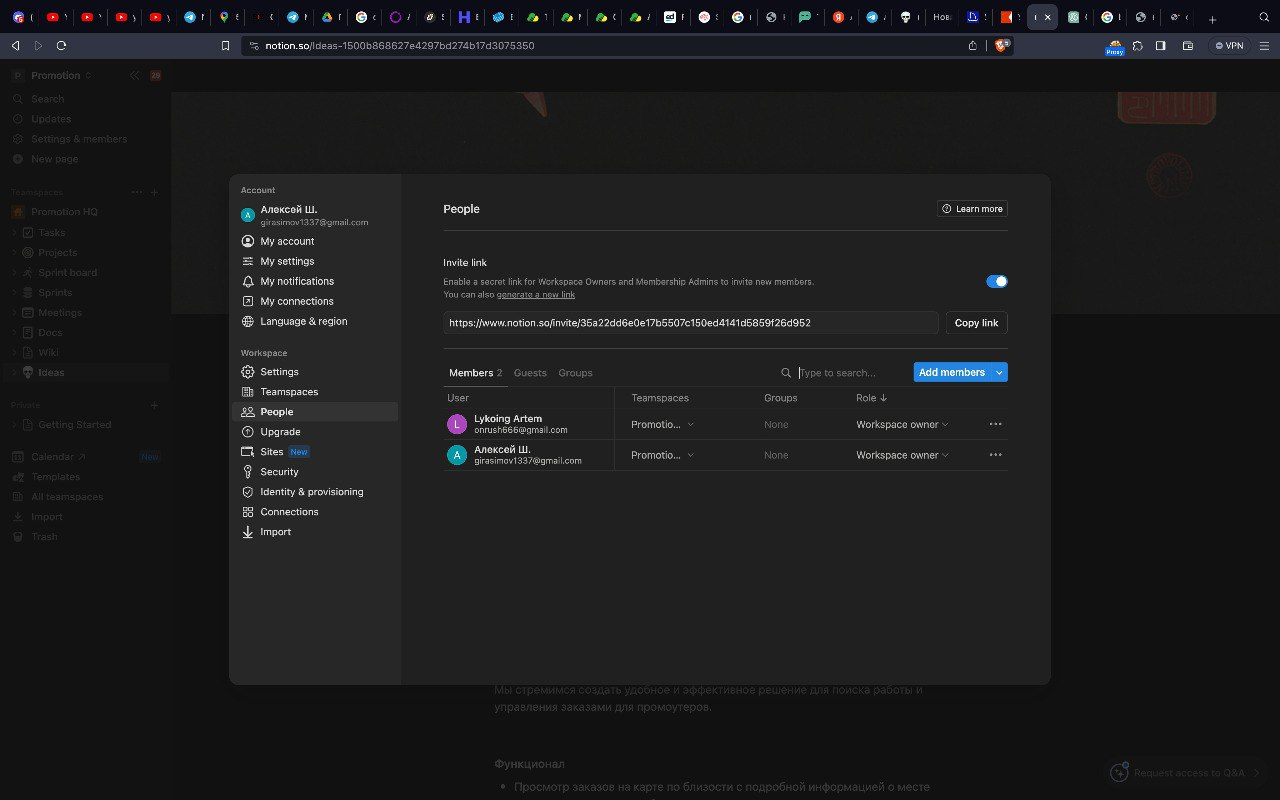 Нов
notion.so/Ideas-1500b868627e4297bd274b17d3075350
Proxy
VPN
P Promotion 29
Search
Updates
Settings & members
New page
Teamspaces
Promotion HQ
Tasks
Projects
Sprint board
Sprints
Meetings
Docs
Wiki
Ideas
Private
Getting Started
Calendar New
Templates
All teamspaces
Import
Trash
Account
А Алексей Ш.
girasimov1337@gmail.com
My account
My settings
My notifications
My connections
Language & region
Workspace
Settings
Teamspaces
People
Upgrade
Sites New
Security
Identity & provisioning
Connections
Import
People
Learn more
Invite link
Enable a secret link for Workspace Owners and Membership Admins to invite new members.
You can also generate a new link
https://www.notion.so/invite/35a22dd6e0e17b5507c150ed4141d5859f26d952 Copy link
Members 2 Guests Groups Type to search... Add members
User Teamspaces Groups Role
L Lykoing Artem
onrush666@gmail.com
Promotio... None Workspace owner
А Алексей Ш.
girasimov1337@gmail.com
Promotio... None Workspace owner
Мы стремимся создать удобное и эффективное решение для поиска работы и
управления заказами для промоутеров.
Функционал
Просмотр заказов на карте по близости с подробной информацией о месте
Request access to Q&A